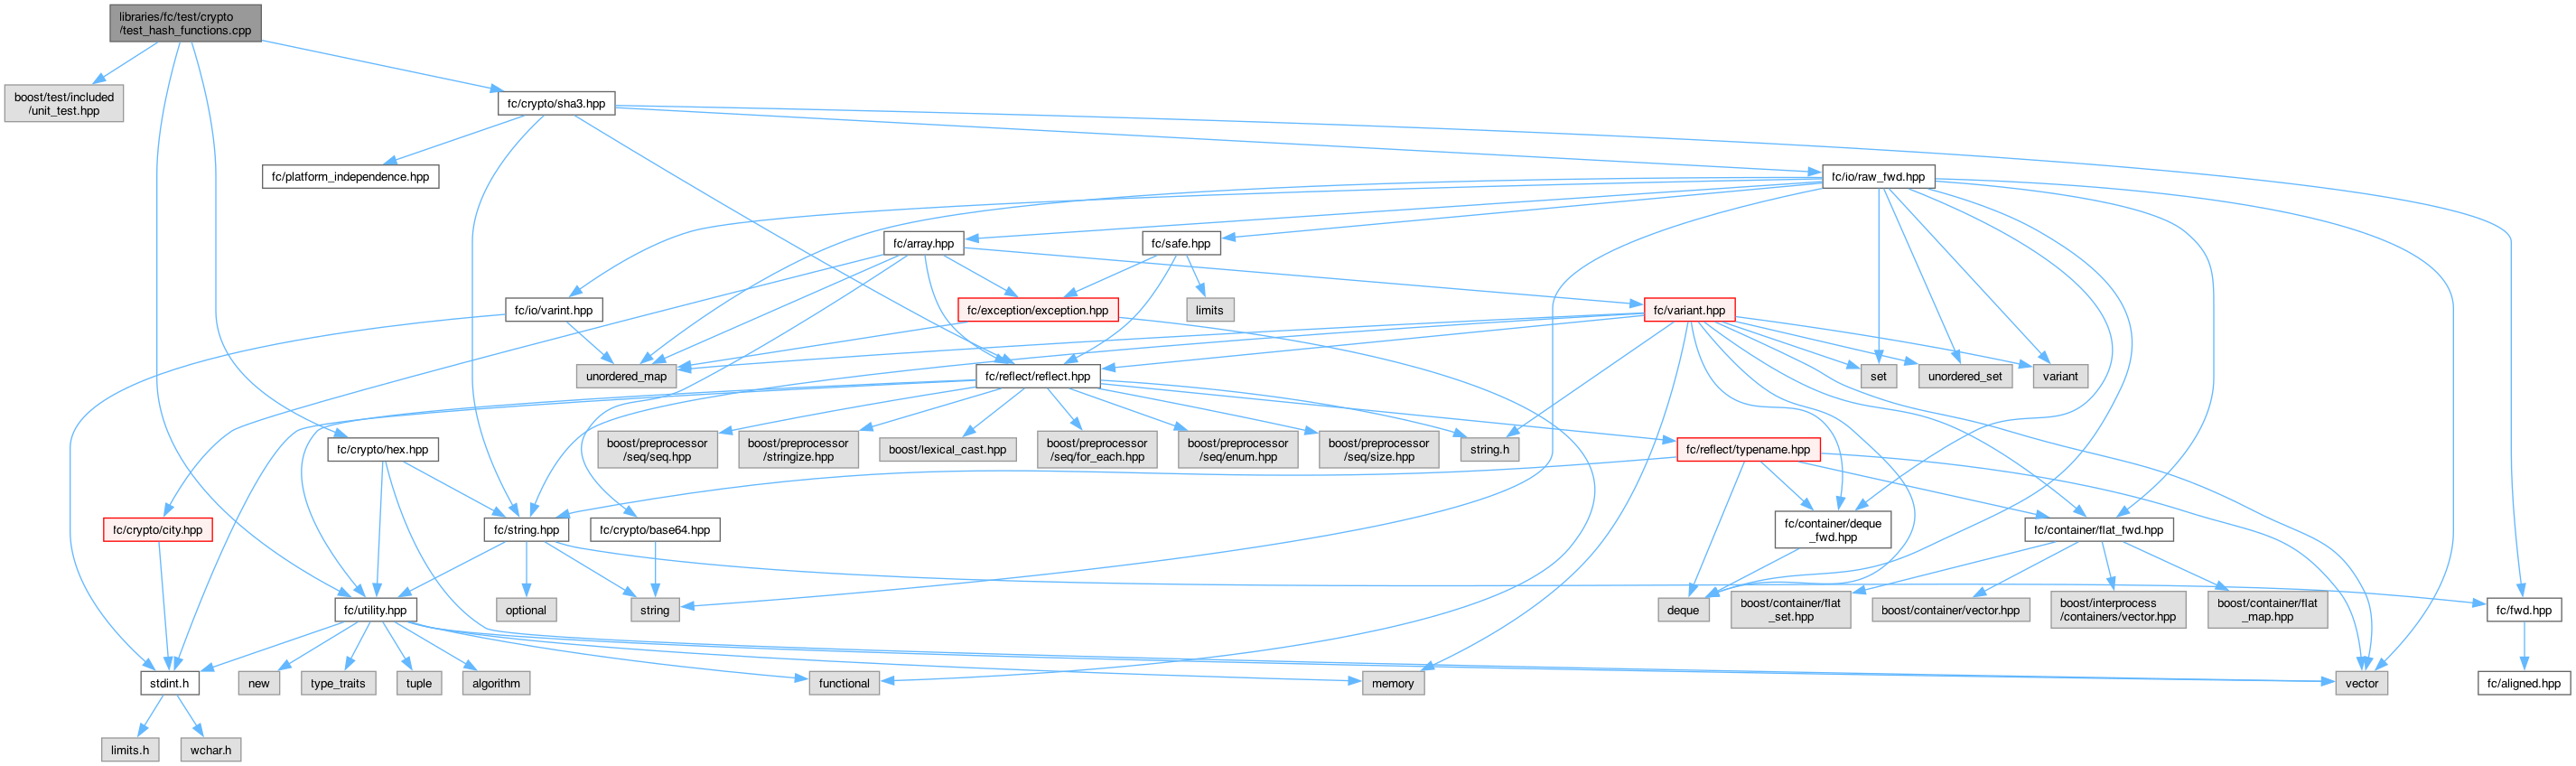 libraries/fc/test/crypto
/test_hash_functions.cpp
boost/test/included
/unit_test.hpp
fc/crypto/sha3.hpp
fc/platform_independence.hpp
fc/io/raw_fwd.hpp
fc/array.hpp
fc/safe.hpp
fc/io/varint.hpp
fc/exception/exception.hpp
limits
fc/variant.hpp
unordered_map
fc/reflect/reflect.hpp
set
unordered_set
variant
fc/crypto/hex.hpp
boost/preprocessor
/seq/seq.hpp
boost/preprocessor
/stringize.hpp
boost/lexical_cast.hpp
boost/preprocessor
/seq/for_each.hpp
boost/preprocessor
/seq/enum.hpp
boost/preprocessor
/seq/size.hpp
string.h
fc/reflect/typename.hpp
fc/crypto/city.hpp
fc/string.hpp
fc/crypto/base64.hpp
fc/container/deque
_fwd.hpp
fc/container/flat_fwd.hpp
fc/utility.hpp
optional
string
deque
boost/container/flat
_set.hpp
boost/container/vector.hpp
boost/interprocess
/containers/vector.hpp
boost/container/flat
_map.hpp
fc/fwd.hpp
stdint.h
new
type_traits
tuple
algorithm
functional
memory
vector
fc/aligned.hpp
limits.h
wchar.h